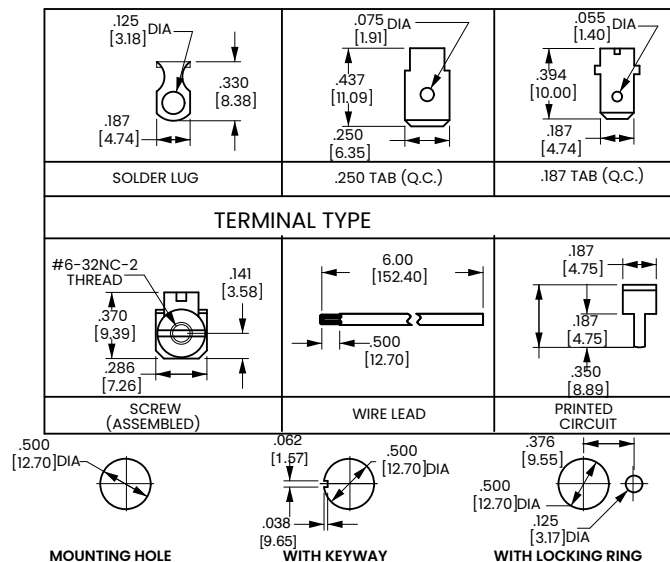 .125
[3.18]
DIA
.330
[8.38]
.187
[4.74]
SOLDER LUG
.075
[1.91]
DIA
.437
[11.09]
.250
[6.35]
.250 TAB (Q.C.)
.055
[1.40]
DIA
.394
[10.00]
.187
[4.74]
.187 TAB (Q.C.)
TERMINAL TYPE
#6-32NC-2
THREAD
.141
[3.58]
.370
[9.39]
.286
[7.26]
SCREW
(ASSEMBLED)
6.00
[152.40]
.500
[12.70]
WIRE LEAD
.187
[4.75]
.187
[4.75]
.350
[8.89]
PRINTED
CIRCUIT
.500
[12.70]DIA
MOUNTING HOLE
.062
[1.57]
.500
[12.70]DIA
.038
[9.65]
WITH KEYWAY
.376
[9.55]
.500
[12.70]DIA
.125
[3.17]DIA
WITH LOCKING RING